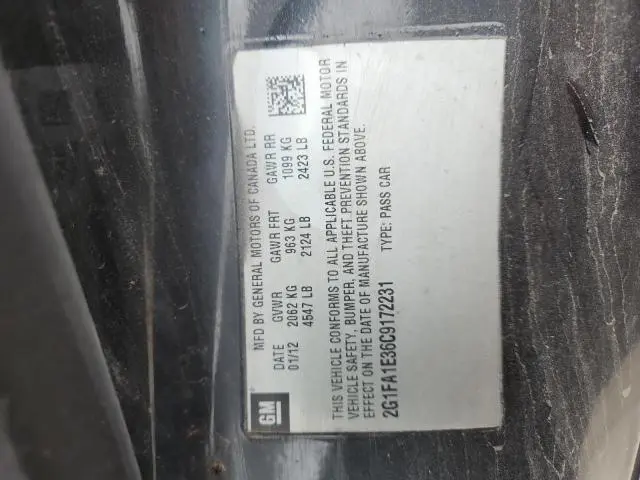 GM
MFD BY GENERAL MOTORS OF CANADA LTD.
DATE GVWR GAWR FRT GAWR RR
01/12 2062 KG 963 KG 1099 KG
4547 LB 2124 LB 2423 LB
THIS VEHICLE CONFORMS TO ALL APPLICABLE U.S. FEDERAL MOTOR
VEHICLE SAFETY, BUMPER, AND THEFT PREVENTION STANDARDS IN
EFFECT ON THE DATE OF MANUFACTURE SHOWN ABOVE.
2G1FA1E36C9172231 TYPE: PASS CAR